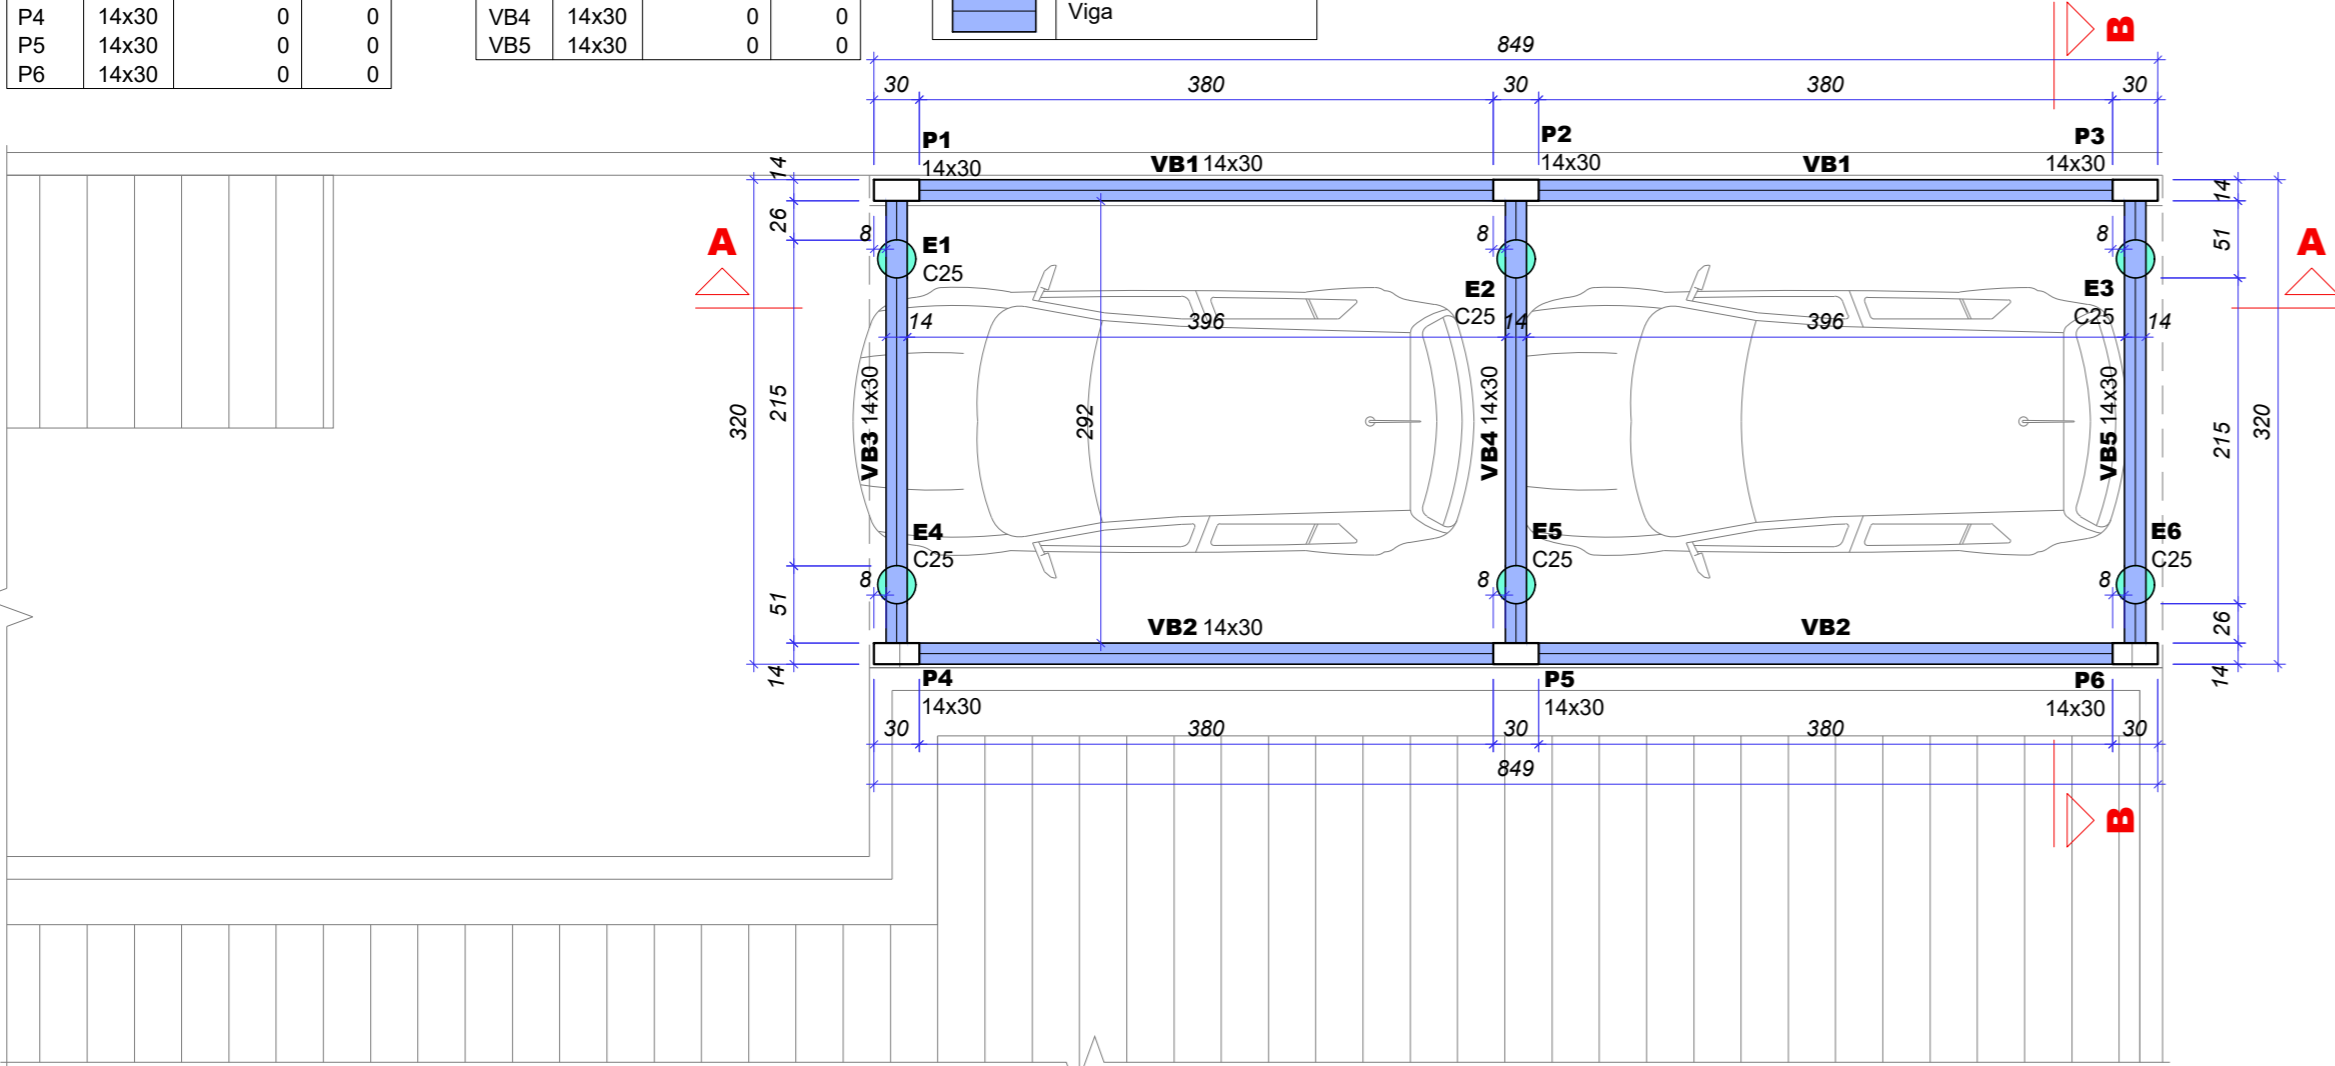 P4 14x30 0 0
P5 14x30 0 0
P6 14x30 0 0
VB4 14x30 0 0
VB5 14x30 0 0
Viga
B
849
30 380 30 380 30
P1
14x30
VB1 14x30
P2
14x30
VB1
P3
14x30
14
26
215
51
14
320
A
8
E1
C25
8
E2
C25
8
E3
C25
14
51
215
26
14
320
A
14 396 14 396 14
292
VB3 14x30
VB4 14x30
VB5 14x30
E4
C25
8
E5
C25
8
E6
C25
8
VB2 14x30
VB2
P4
14x30
P5
14x30
P6
14x30
30 380 30 380 30
849
B